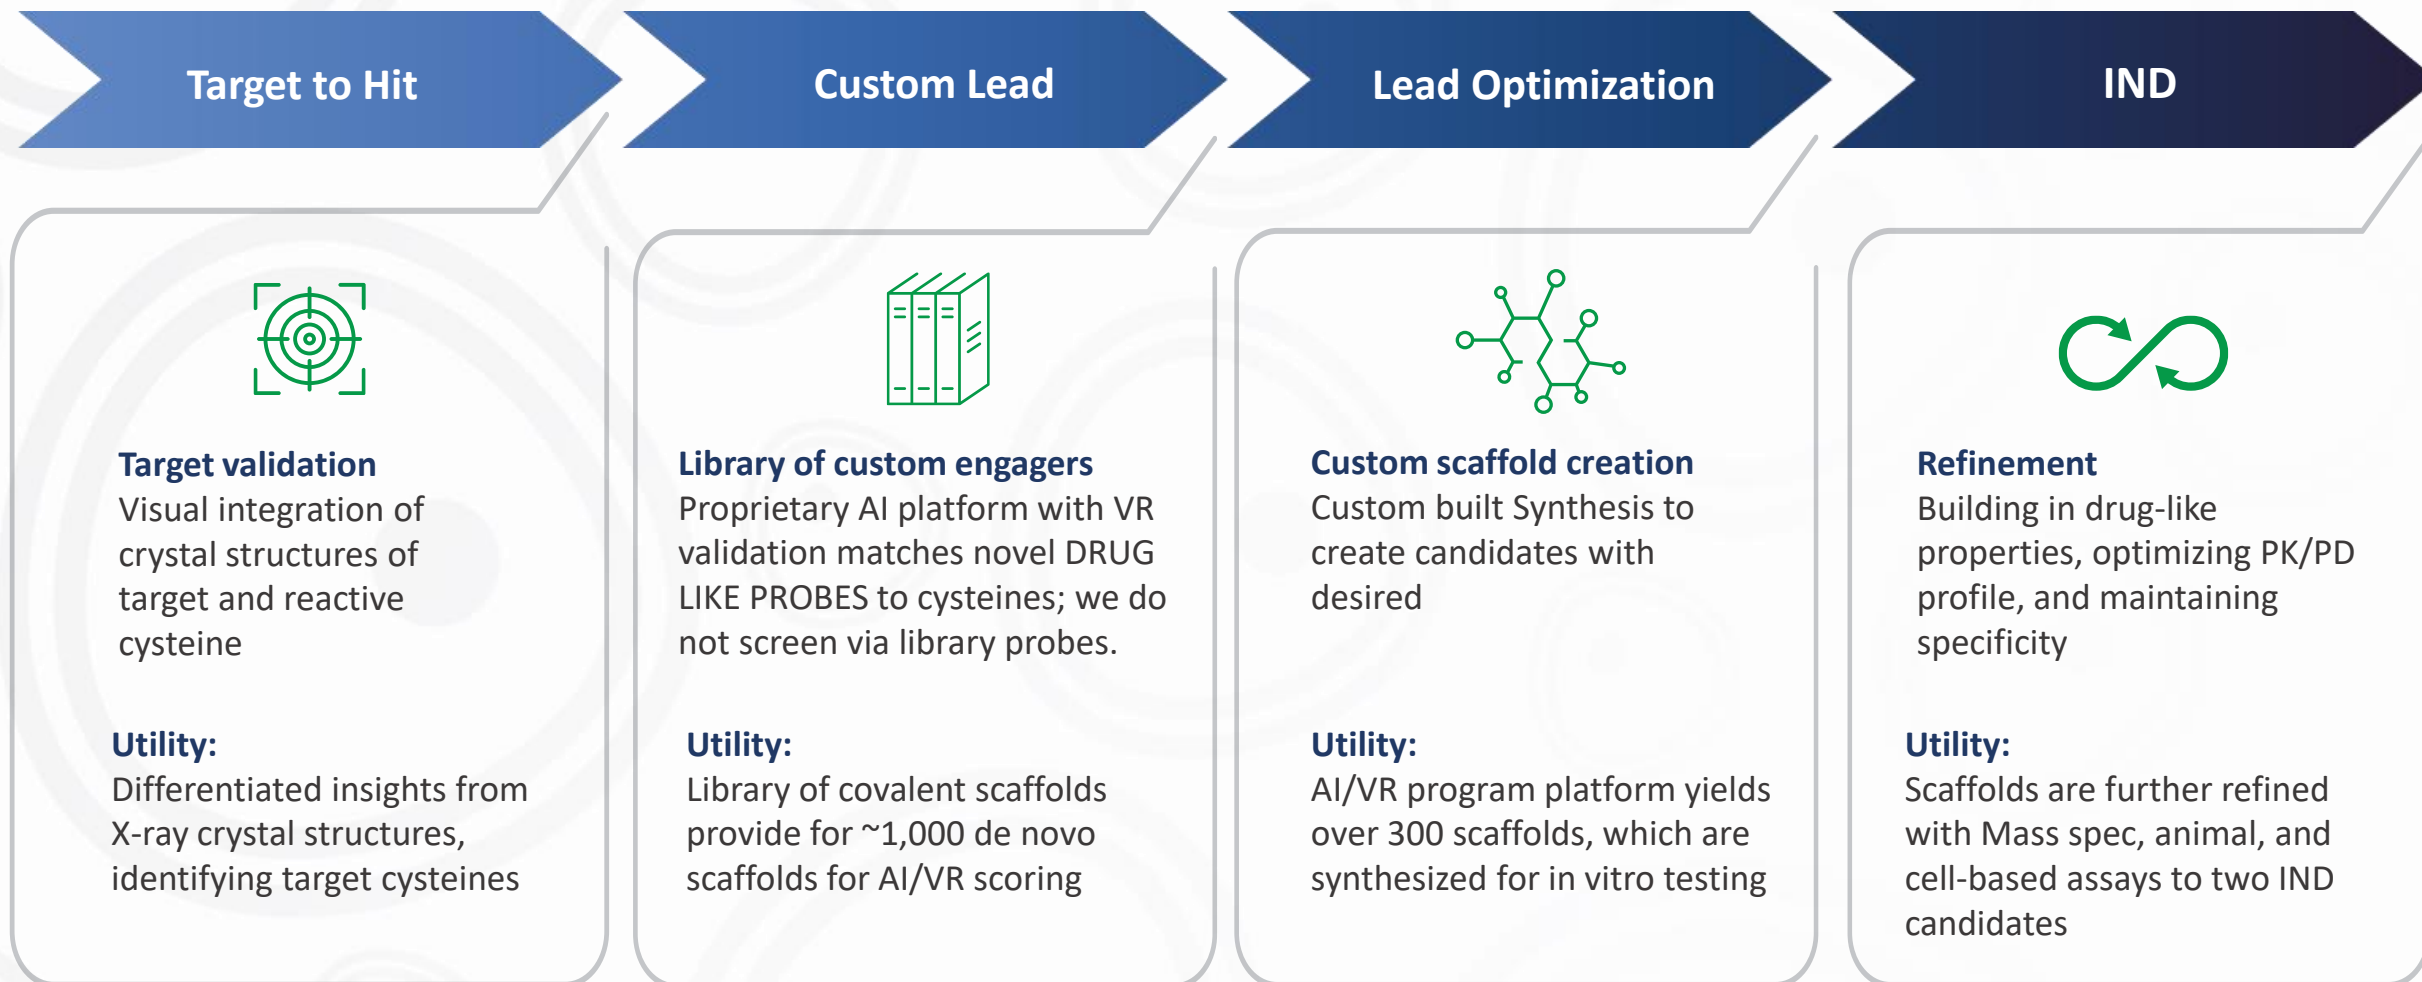 Target to Hit
Custom Lead
Lead Optimization
IND
Target validation
Visual integration of
crystal structures of
target and reactive
cysteine
Utility:
Differentiated insights from
X-ray crystal structures,
identifying target cysteines
Library of custom engagers
Proprietary AI platform with VR
validation matches novel DRUG
LIKE PROBES to cysteines; we do
not screen via library probes.
Utility:
Library of covalent scaffolds
provide for ~1,000 de novo
scaffolds for AI/VR scoring
Custom scaffold creation
Custom built Synthesis to
create candidates with
desired
Utility:
AI/VR program platform yields
over 300 scaffolds, which are
synthesized for in vitro testing
Refinement
Building in drug-like
properties, optimizing PK/PD
profile, and maintaining
specificity
Utility:
Scaffolds are further refined
with Mass spec, animal, and
cell-based assays to two IND
candidates